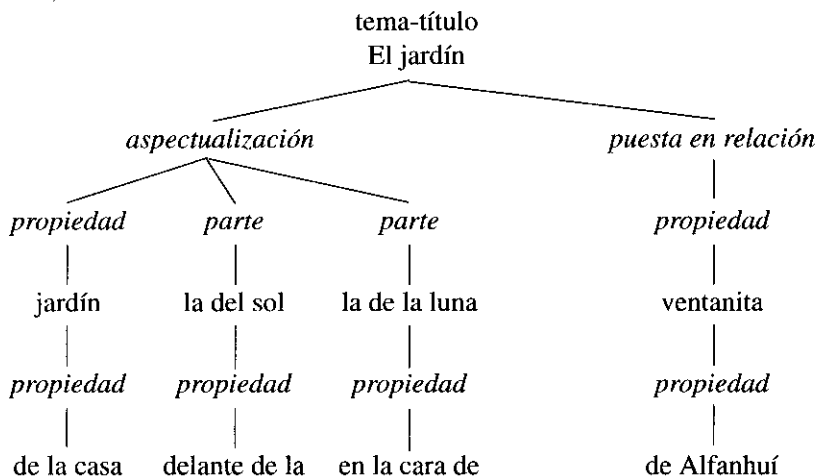 tema-título
El jardín
aspectualización puesta en relación
propiedad parte parte propiedad
jardín la del sol la de la luna ventanita
propiedad propiedad propiedad propiedad
de la casa delante de la en la cara de de Alfanhuí